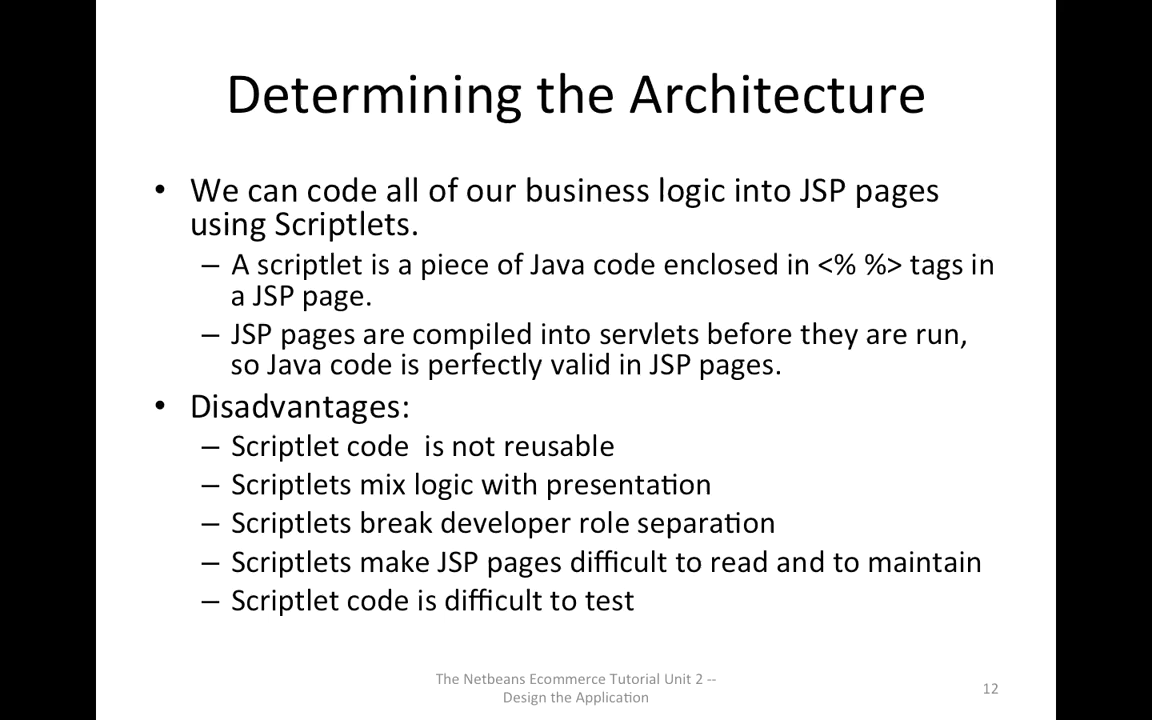 Determining the Architecture
• We can code all of our business logic into JSP pages
using Scriptlets.
– A scriptlet is a piece of Java code enclosed in <% %> tags in
a JSP page.
– JSP pages are compiled into servlets before they are run,
so Java code is perfectly valid in JSP pages.
• Disadvantages:
– Scriptlet code  is not reusable
– Scriptlets mix logic with presentation
– Scriptlets break developer role separation
– Scriptlets make JSP pages difficult to read and to maintain
– Scriptlet code is difficult to test
The Netbeans Ecommerce Tutorial Unit 2 --
Design the Application
12